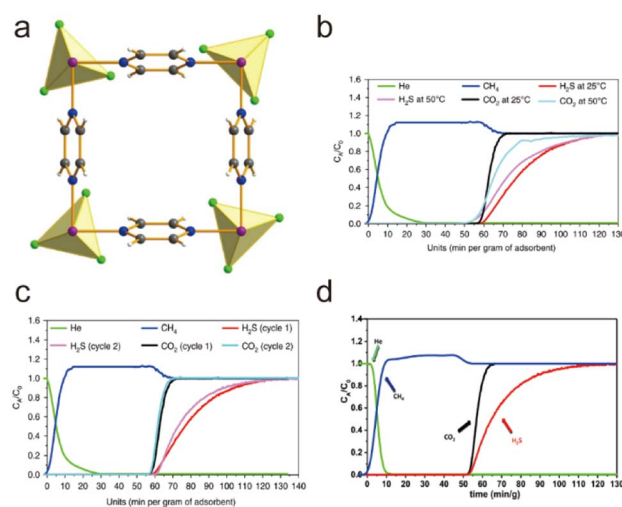 a
b
1.6
1.4
1.2
1.0
0.8
0.6
0.4
0.2
0.0
C_A/C_0
He
CH₄
H₂S at 25°C
H₂S at 50°C
CO₂ at 25°C
CO₂ at 50°C
0 10 20 30 40 50 60 70 80 90 100 110 120 130
Units (min per gram of adsorbent)
c
1.6
1.4
1.2
1.0
0.8
0.6
0.4
0.2
0.0
C_A/C_0
He
CH₄
H₂S (cycle 1)
H₂S (cycle 2)
CO₂ (cycle 1)
CO₂ (cycle 2)
0 10 20 30 40 50 60 70 80 90 100 110 120 130 140
Units (min per gram of adsorbent)
d
1.4
1.2
1.0
0.8
0.6
0.4
0.2
0.0
C_A/C_0
He
CH₄
CO₂
H₂S
0 10 20 30 40 50 60 70 80 90 100 110 120 130
time (min/g)